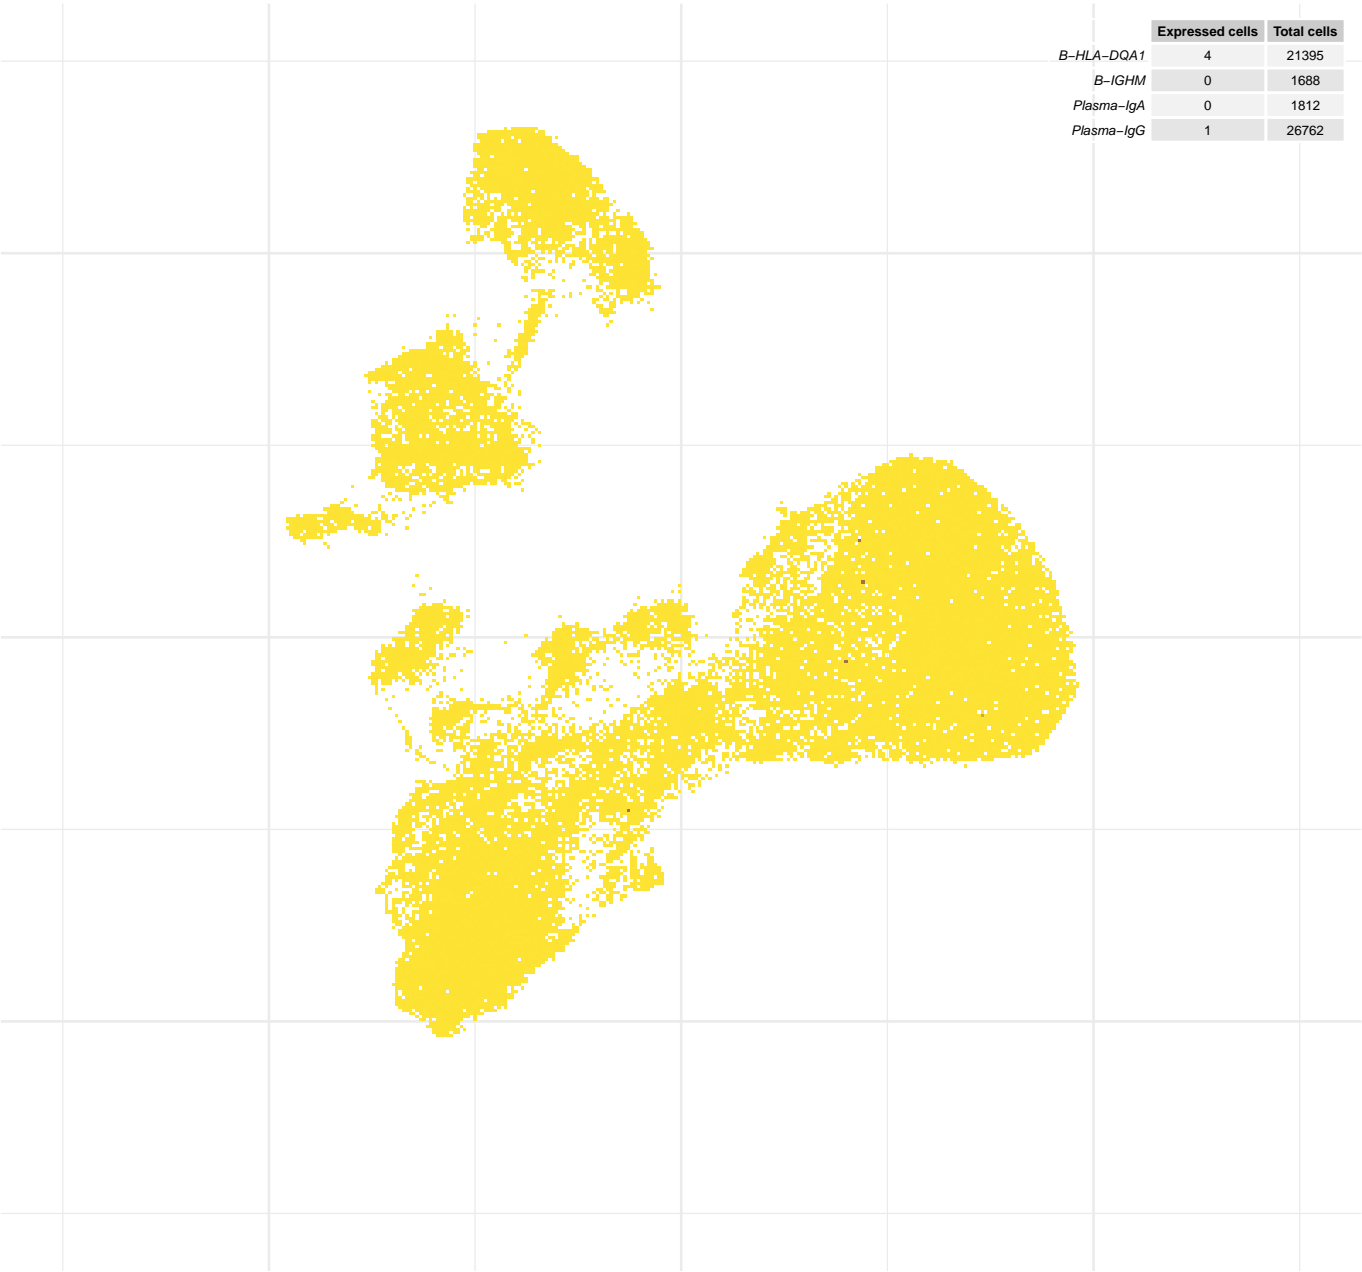 Expressed cells Total cells
B−HLA−DQA1 4 21395
B−IGHM 0 1688
Plasma−IgA 0 1812
Plasma−IgG 1 26762